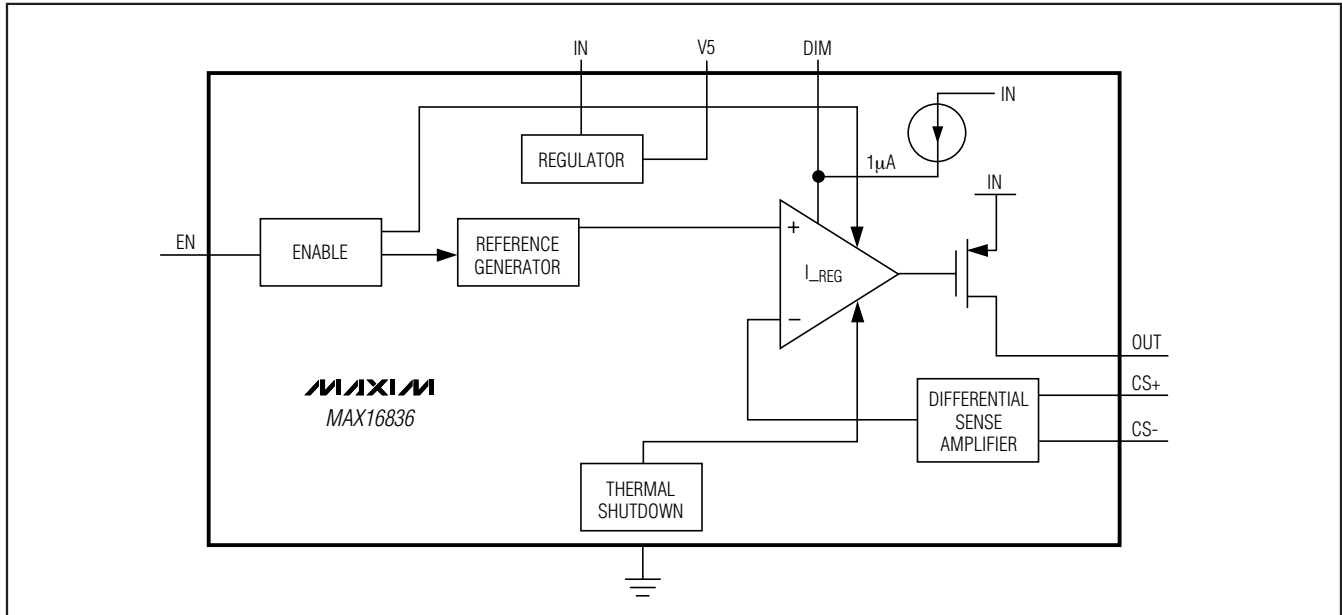 IN
V5
DIM
IN
REGULATOR
1µA
IN
EN
ENABLE
REFERENCE
GENERATOR
+
I_REG
−
OUT
CS+
CS-
DIFFERENTIAL
SENSE
AMPLIFIER
MAXIM
MAX16836
THERMAL
SHUTDOWN